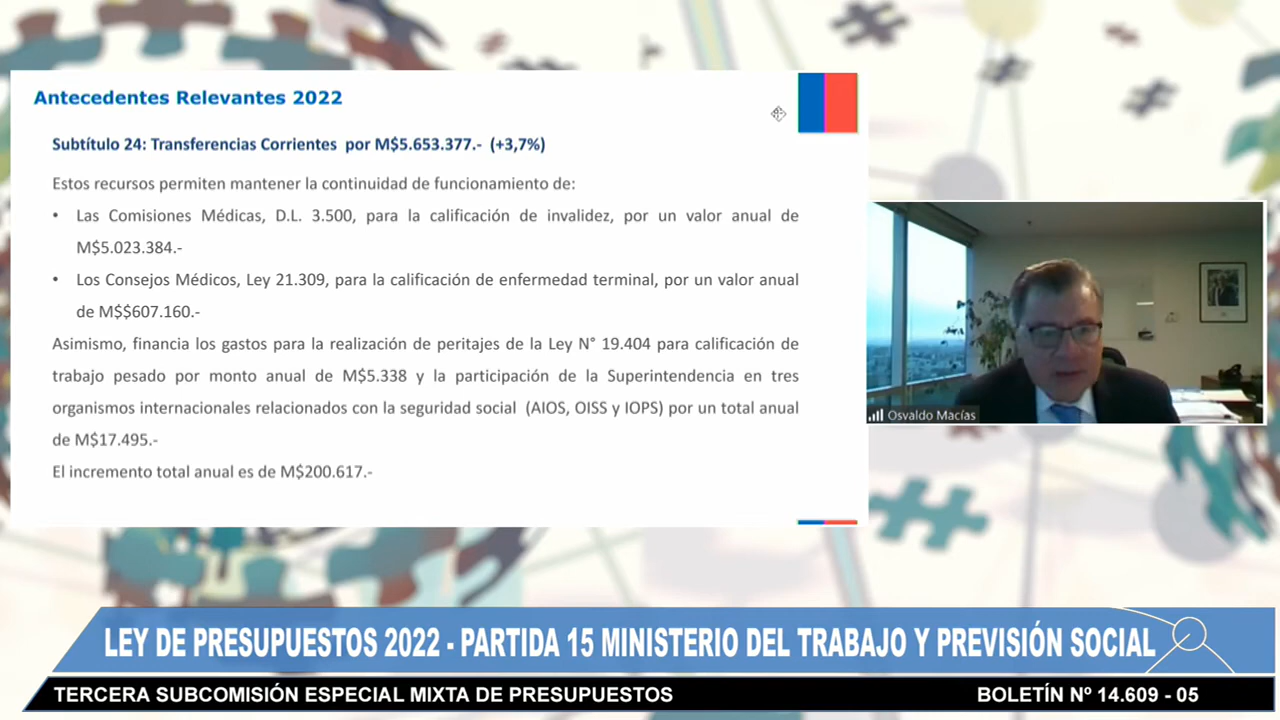 Antecedentes Relevantes 2022
Subtítulo 24: Transferencias Corrientes por M$5.653.377.- (+3,7%)
Estos recursos permiten mantener la continuidad de funcionamiento de:
• Las Comisiones Médicas, D.L. 3.500, para la calificación de invalidez, por un valor anual de
M$5.023.384.-
• Los Consejos Médicos, Ley 21.309, para la calificación de enfermedad terminal, por un valor anual
de M$$607.160.-
Asimismo, financia los gastos para la realización de peritajes de la Ley N° 19.404 para calificación de
trabajo pesado por monto anual de M$5.338 y la participación de la Superintendencia en tres
organismos internacionales relacionados con la seguridad social (AIOS, OISS y IOPS) por un total anual
de M$17.495.-
El incremento total anual es de M$200.617.-
Osvaldo Macías
LEY DE PRESUPUESTOS 2022 - PARTIDA 15 MINISTERIO DEL TRABAJO Y PREVISIÓN SOCIAL
TERCERA SUBCOMISIÓN ESPECIAL MIXTA DE PRESUPUESTOS
BOLETÍN Nº 14.609 - 05